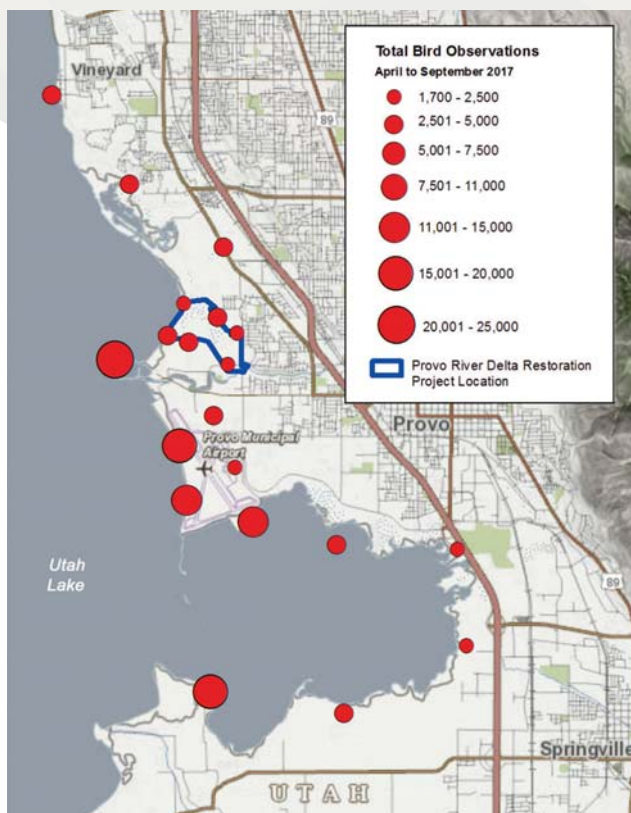 Total Bird Observations
April to September 2017
1,700 - 2,500
2,501 - 5,000
5,001 - 7,500
7,501 - 11,000
11,001 - 15,000
15,001 - 20,000
20,001 - 25,000
Provo River Delta Restoration
Project Location
Vineyard
89
Provo
Provo Municipal
Airport
Utah
Lake
89
Springville
UTAH